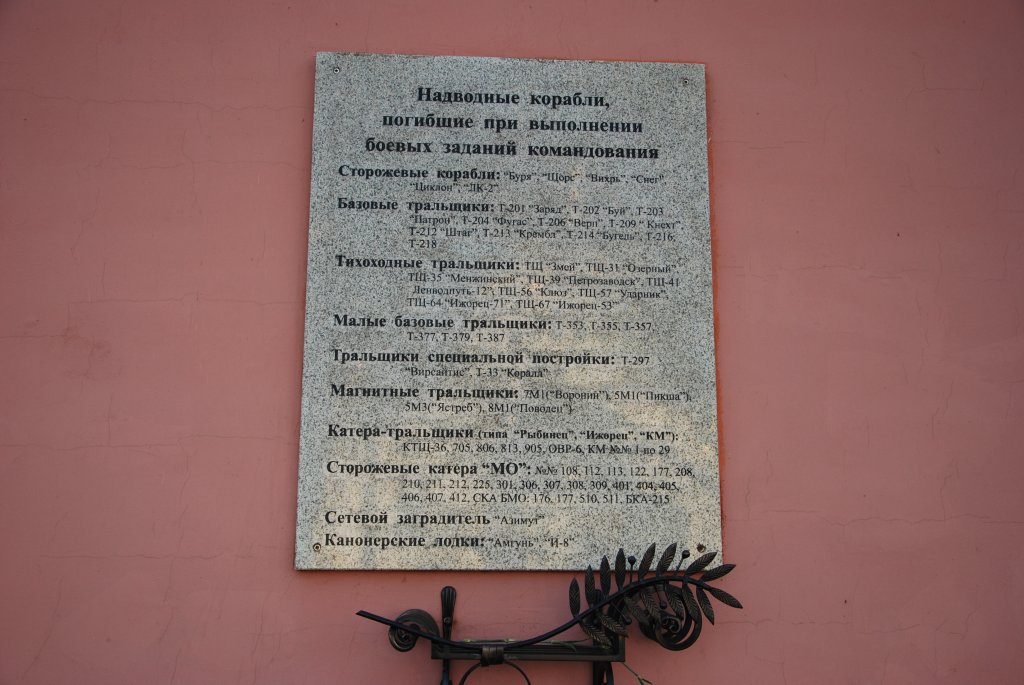 Надводные корабли,
погибшие при выполнении
боевых заданий командования
Сторожевые корабли: "Буря", "Щорс", "Вихрь", "Снег",
"Циклон", "ЛК-2"
Базовые тральщики: Т-201 "Заряд", Т-202 "Буй", Т-203
"Патрон", Т-204 "Фугас", Т-206 "Верп", Т-209 " Кнехт"
Т-212 "Штаг", Т-213 "Крембл", Т-214 "Бугель", Т-216,
Т-218
Тихоходные тральщики: ТЩ "Змей", ТЩ-31 "Озерный",
ТЩ-35 "Менжинский", ТЩ-39 "Петрозаводск", ТЩ-41
"Ленводпуть-12", ТЩ-56 "Клюз", ТЩ-57 "Ударник",
ТЩ-64 "Ижорец-71", ТЩ-67 "Ижорец-53"
Малые базовые тральщики: Т-353, Т-355, Т-357,
Т-377, Т-379, Т-387
Тральщики специальной постройки: Т-297
"Вирсайтис", Т-33 "Коралл"
Магнитные тральщики: 7М1("Вороний"), 5М1("Пикша"),
5М3("Ястреб"), 8М1("Поводец")
Катера-тральщики (типа "Рыбинец", "Ижорец", "КМ"):
КТЩ-36, 705, 806, 813, 905, ОВР-6, КМ №№ 1 по 29
Сторожевые катера "МО": №№ 108, 112, 113, 122, 177, 208,
210, 211, 212, 225, 301, 306, 307, 308, 309, 401, 404, 405,
406, 407, 412, СКА БМО: 176, 177, 510, 511, БКА-215
Сетевой заградитель "Азимут"
Канонерские лодки: "Амгунь", "И-8"